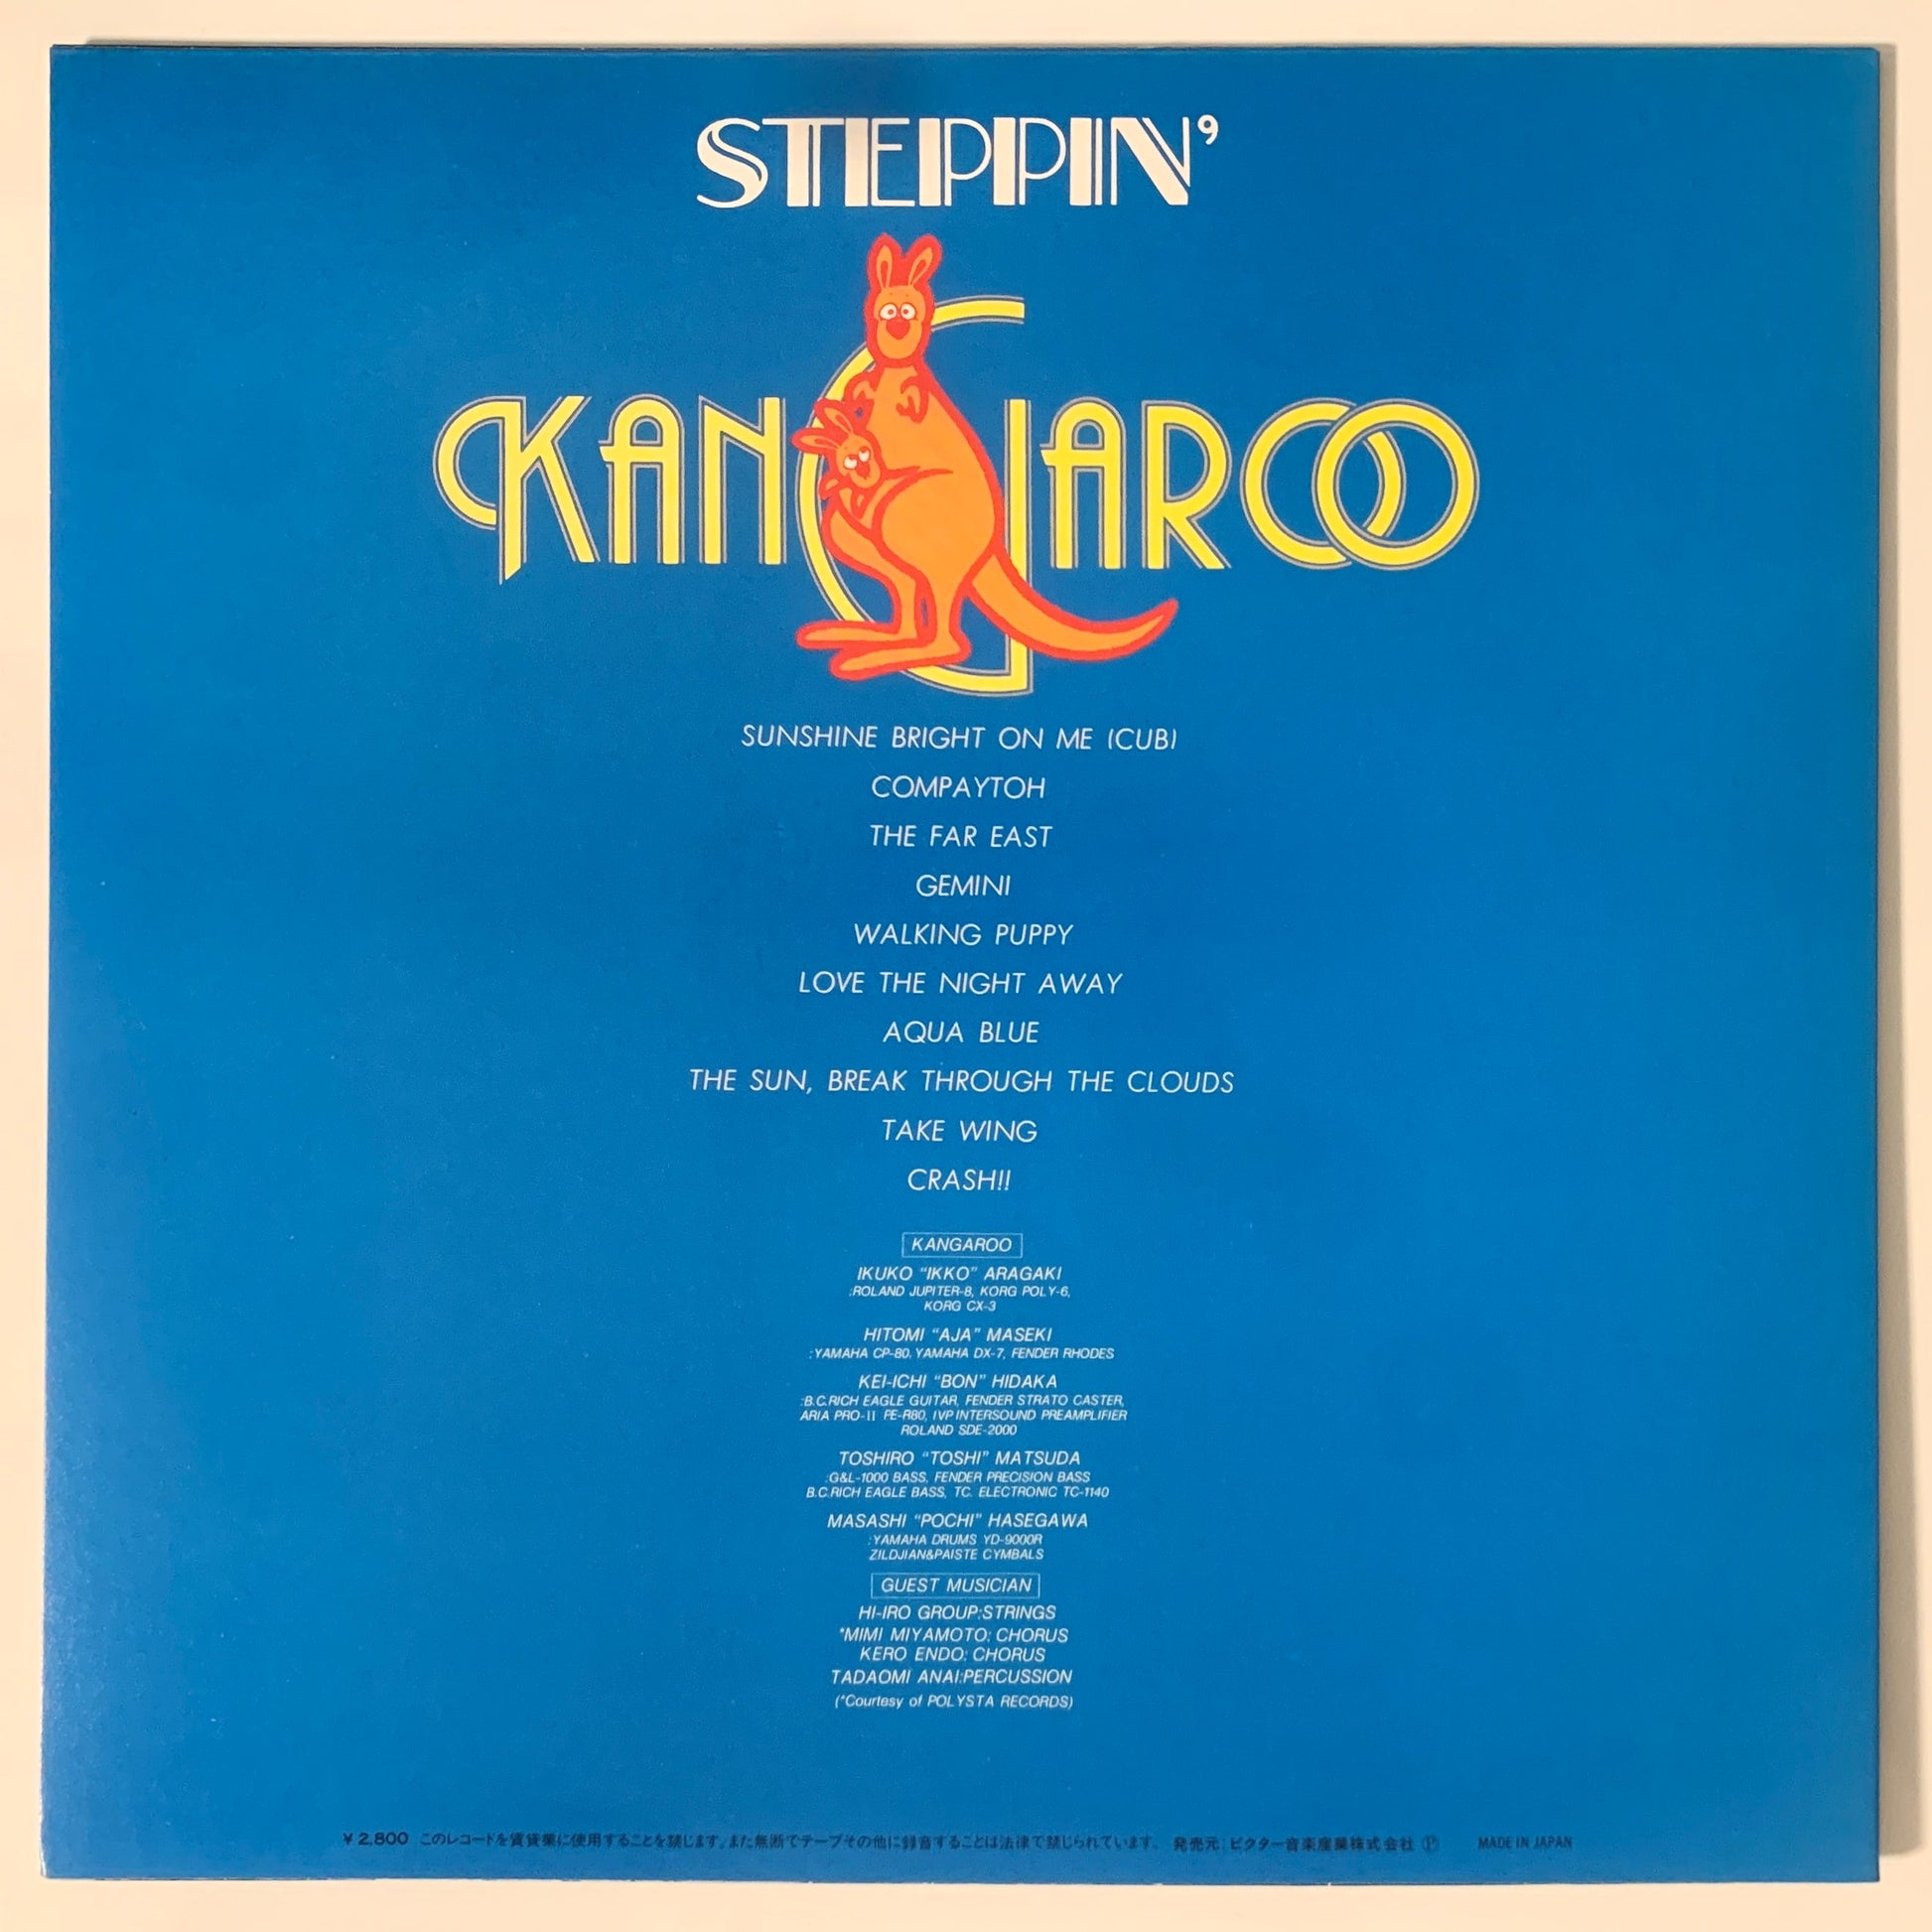 STEPPIN'
KANGAROO
SUNSHINE BRIGHT ON ME (CUB)
COMPAYTOH
THE FAR EAST
GEMINI
WALKING PUPPY
LOVE THE NIGHT AWAY
AQUA BLUE
THE SUN, BREAK THROUGH THE CLOUDS
TAKE WING
CRASH!!
KANGAROO
IKUKO “IKKO” ARAGAKI
:ROLAND JUPITER-8, KORG POLY-6,
KORG CX-3
HITOMI “AJA” MASEKI
:YAMAHA CP-80, YAMAHA DX-7, FENDER RHODES
KEI-ICHI “BON” HIDAKA
:B.C.RICH EAGLE GUITAR, FENDER STRATO CASTER,
ARIA PRO-II PE-R80, IVP INTERSOUND PREAMPLIFIER
ROLAND SDE-2000
TOSHIRO “TOSHI” MATSUDA
:G&L-1000 BASS, FENDER PRECISION BASS
B.C.RICH EAGLE BASS, TC. ELECTRONIC TC-1140
MASASHI “POCHI” HASEGAWA
:YAMAHA DRUMS YD-9000R
ZILDJIAN&PAISTE CYMBALS
GUEST MUSICIAN
HI-IRO GROUP:STRINGS
*MIMI MIYAMOTO: CHORUS
KERO ENDO: CHORUS
TADAOMI ANAI:PERCUSSION
(*Courtesy of POLYSTA RECORDS)
¥2,800 このレコードを賃貸業に使用することを禁じます。また無断でテープその他に録音することは法律で禁じられています。 発売元:ビクター音楽産業株式会社 Ⓟ MADE IN JAPAN